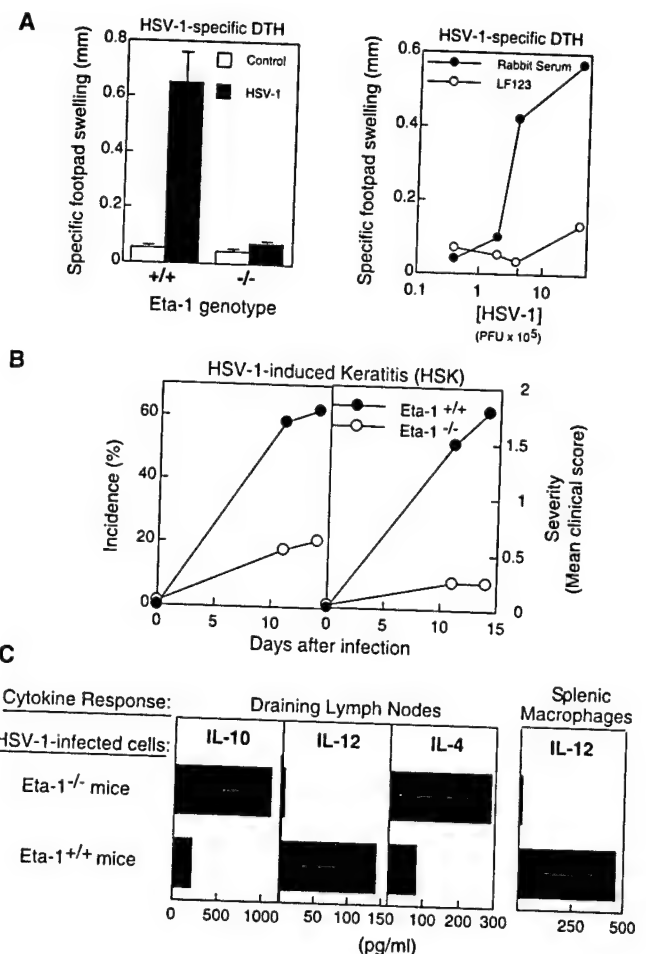 A
HSV-1-specific DTH
Specific footpad swelling (mm)
0.8
0.6
0.4
0.2
0
Control
HSV-1
+/+
-/-
Eta-1 genotype
HSV-1-specific DTH
Specific footpad swelling (mm)
0.6
0.4
0.2
0
Rabbit Serum
LF123
0.1
1
10
[HSV-1]
(PFU x 10⁵)
B
HSV-1-induced Keratitis (HSK)
Incidence (%)
60
40
20
0
Eta-1 +/+
Eta-1 -/-
2
1.5
1
0.5
0
Severity
(Mean clinical score)
0 5 10 0 5 10 15
Days after infection
C
Cytokine Response:
Draining Lymph Nodes
Splenic
Macrophages
HSV-1-infected cells:
IL-10
IL-12
IL-4
IL-12
Eta-1-/- mice
Eta-1+/+ mice
0 500 1000 50 100 150 100 200 300 250 500
(pg/ml)